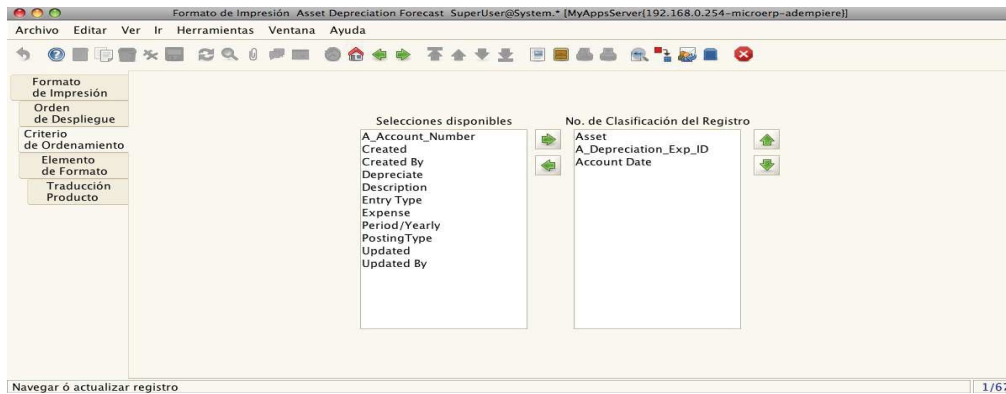 Formato de Impresión Asset Depreciation Forecast SuperUser@System.* [MyAppsServer{192.168.0.254-microerp-adempiere}]
Archivo Editar Ver Ir Herramientas Ventana Ayuda
Formato
de Impresión
Orden
de Despliegue
Criterio
de Ordenamiento
Elemento
de Formato
Traducción
Producto
Selecciones disponibles
A_Account_Number
Created
Created By
Depreciate
Description
Entry Type
Expense
Period/Yearly
PostingType
Updated
Updated By
No. de Clasificación del Registro
Asset
A_Depreciation_Exp_ID
Account Date
Navegar ó actualizar registro
1/67